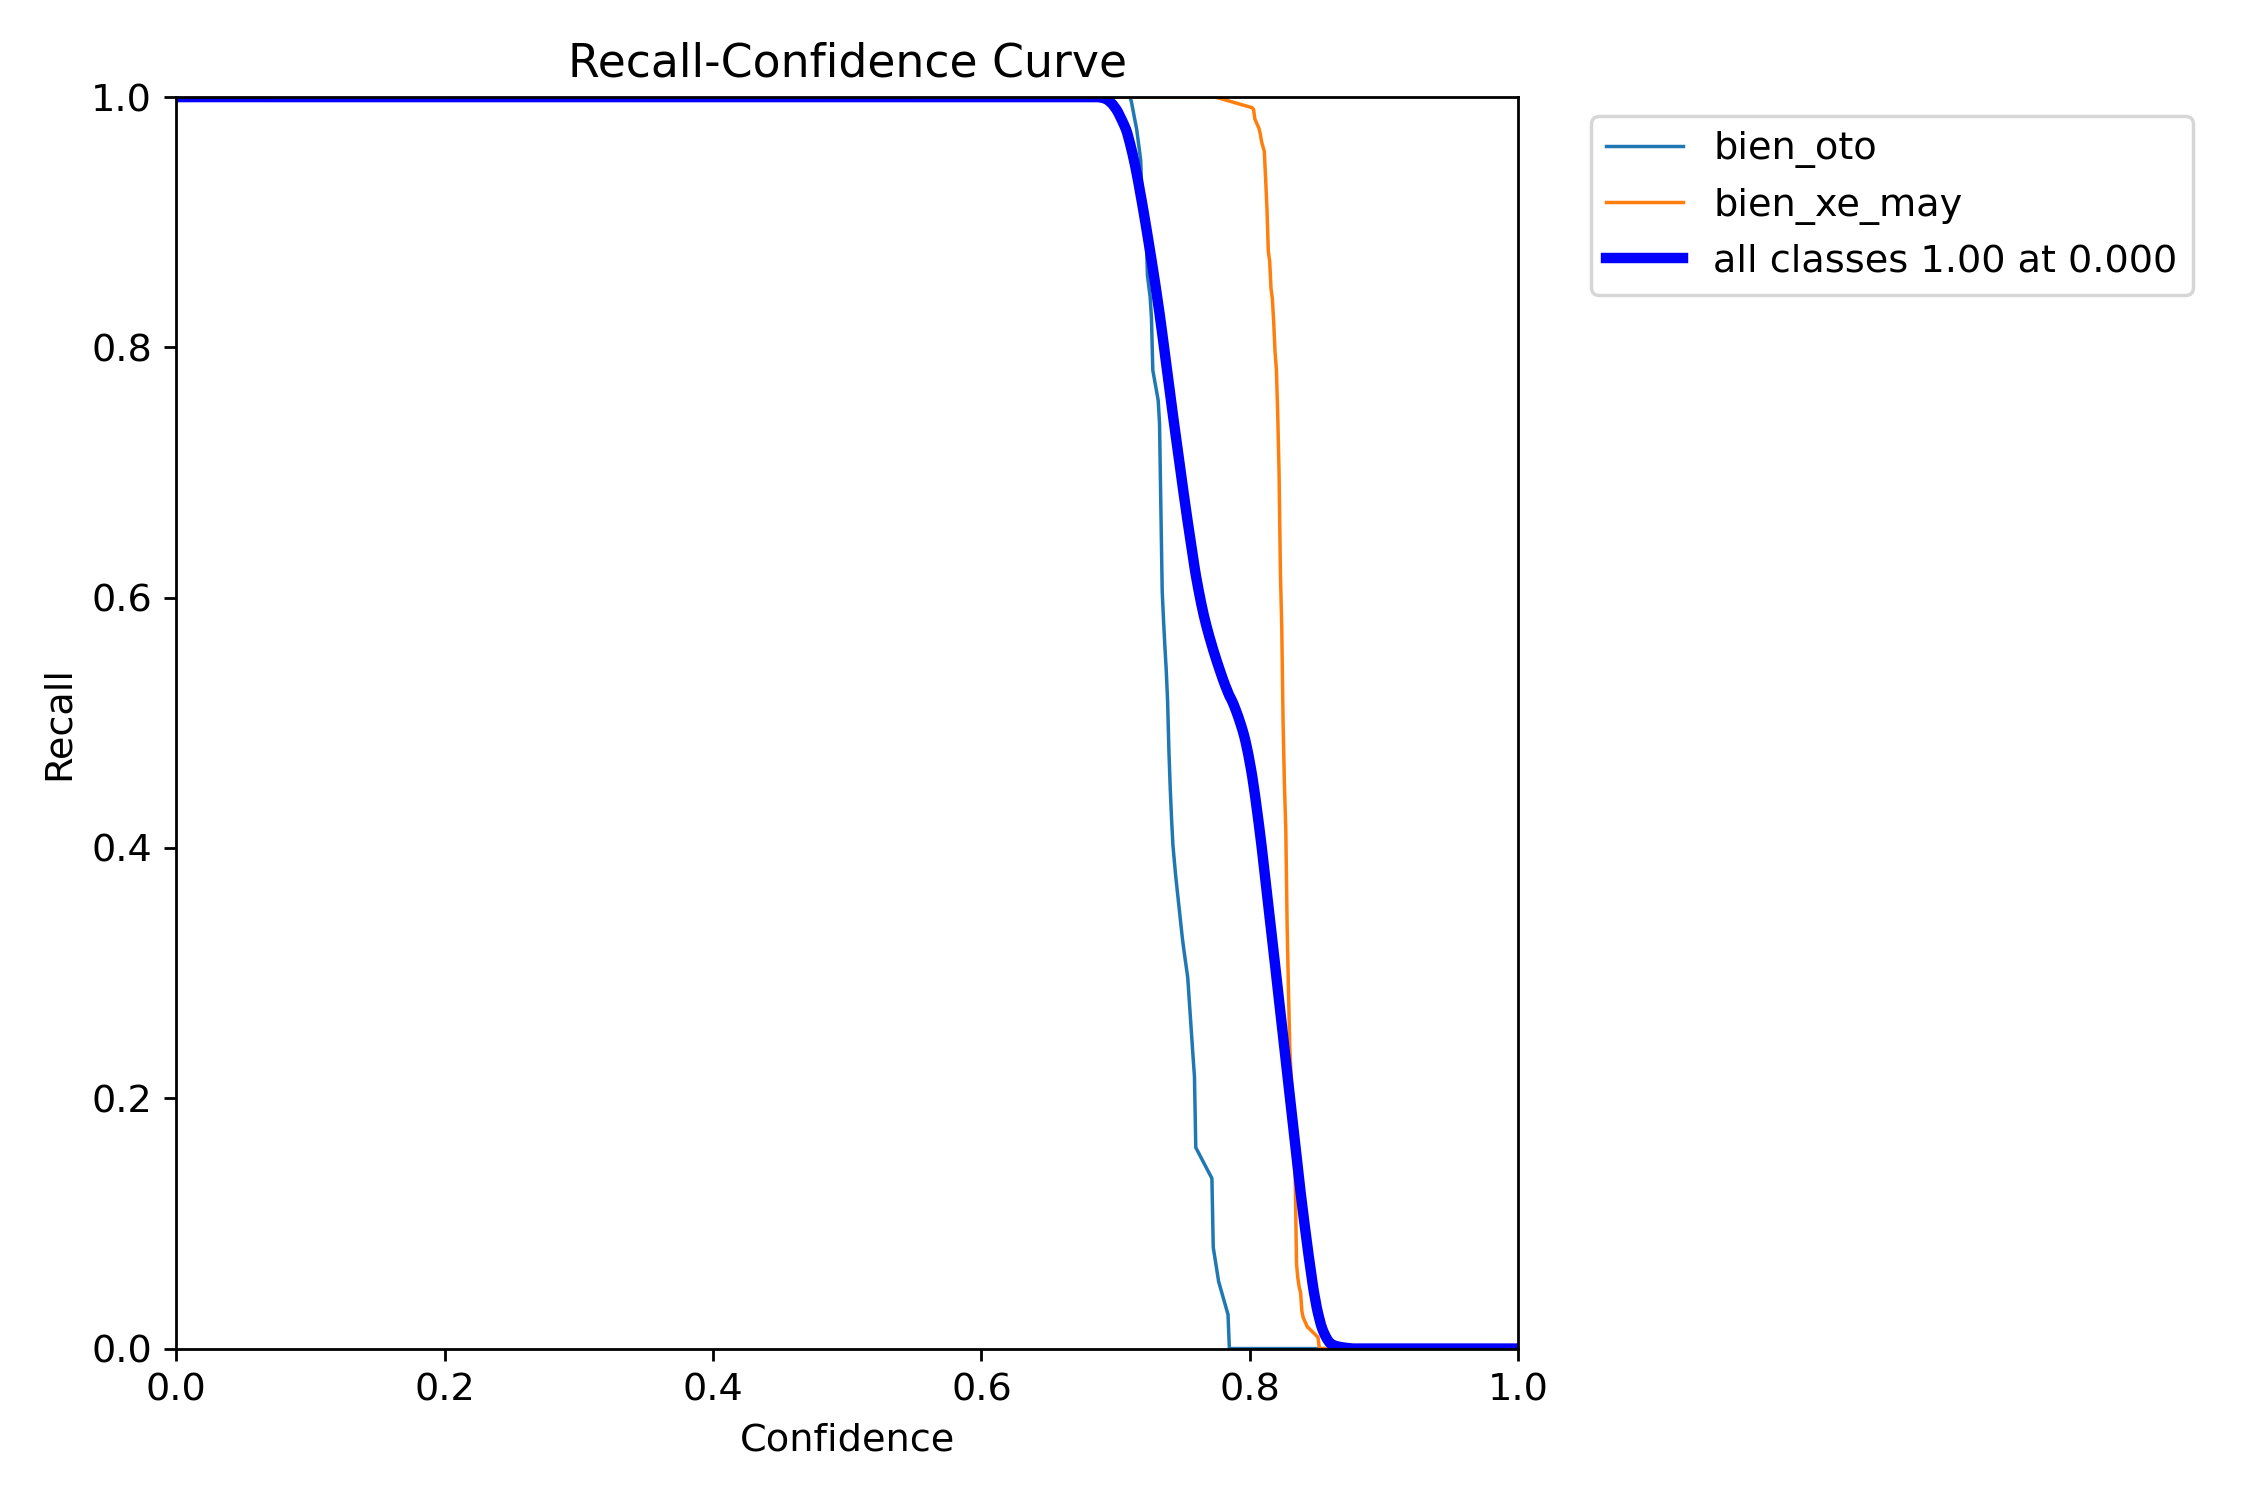 Recall-Confidence Curve
1.0
0.8
0.6
0.4
0.2
0.0
Recall
0.0 0.2 0.4 0.6 0.8 1.0
Confidence
bien_oto
bien_xe_may
all classes 1.00 at 0.000